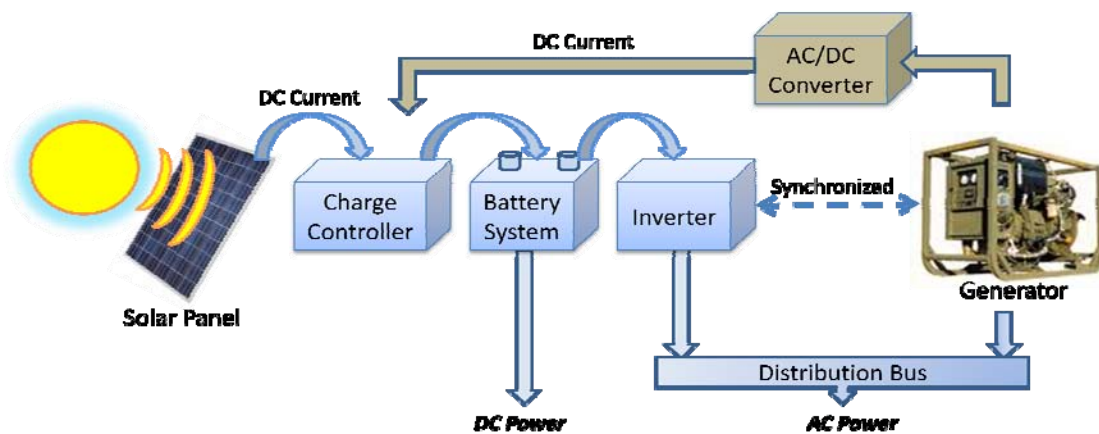 DC Current
AC/DC
Converter
DC Current
Charge
Controller
Battery
System
Inverter
Synchronized
Solar Panel
Generator
Distribution Bus
DC Power
AC Power